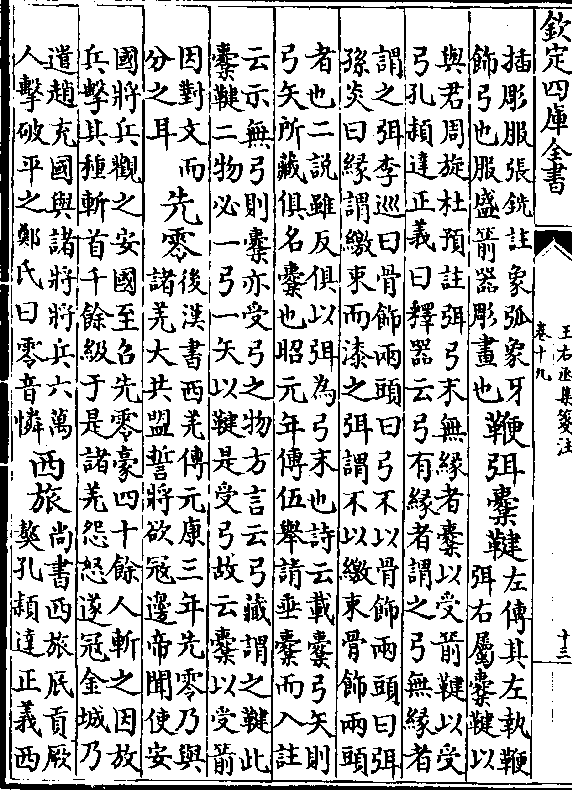 欽定四庫全書
王右丞集箋注
卷十九
十三
插彫服張銑註象弧象牙
飾弓也服盛箭器彫畫也
鞭弭櫜鞬
左傳其左執鞭
弭右屬櫜鞬以
與君周旋杜預註弭弓末無緣者櫜以受箭鞬以受
弓孔頴達正義曰釋器云弓有緣者謂之弓無緣者
謂之弭李巡曰骨飾兩頭曰弓不以骨飾兩頭曰弭
孫炎曰緣謂繳束而漆之弭謂不以繳束骨飾兩頭
者也二説雖反俱以弭為弓末也詩云載櫜弓矢則
弓矢所藏俱名櫜也昭元年傳伍舉請垂櫜而入註
云示無弓則櫜亦受弓之物方言云弓藏謂之鞬此
櫜鞬二物必一弓一矢以鞬是受弓故云櫜以受箭
因對文而
分之耳
先零
後漢書西羌傳元康三年先零乃與
諸羌大共盟誓將欲冦邊帝聞使安
國將兵觀之安國至召先零豪四十餘人斬之因放
兵擊其種斬首千餘級于是諸羌怨怒遂冦金城乃
遣趙充國與諸將將兵六萬
人擊破平之鄭氏曰零音憐
西旅
尚書西旅厎貢厥
獒孔頴達正義西